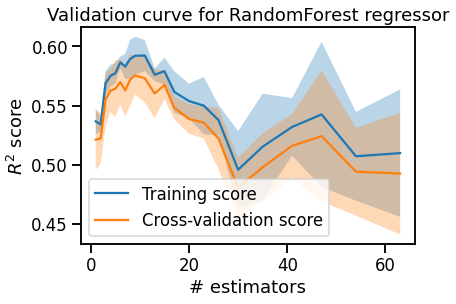 Validation curve for RandomForest regressor
R² score
0.60
0.55
0.50
0.45
Training score
Cross-validation score
0
20
40
60
# estimators